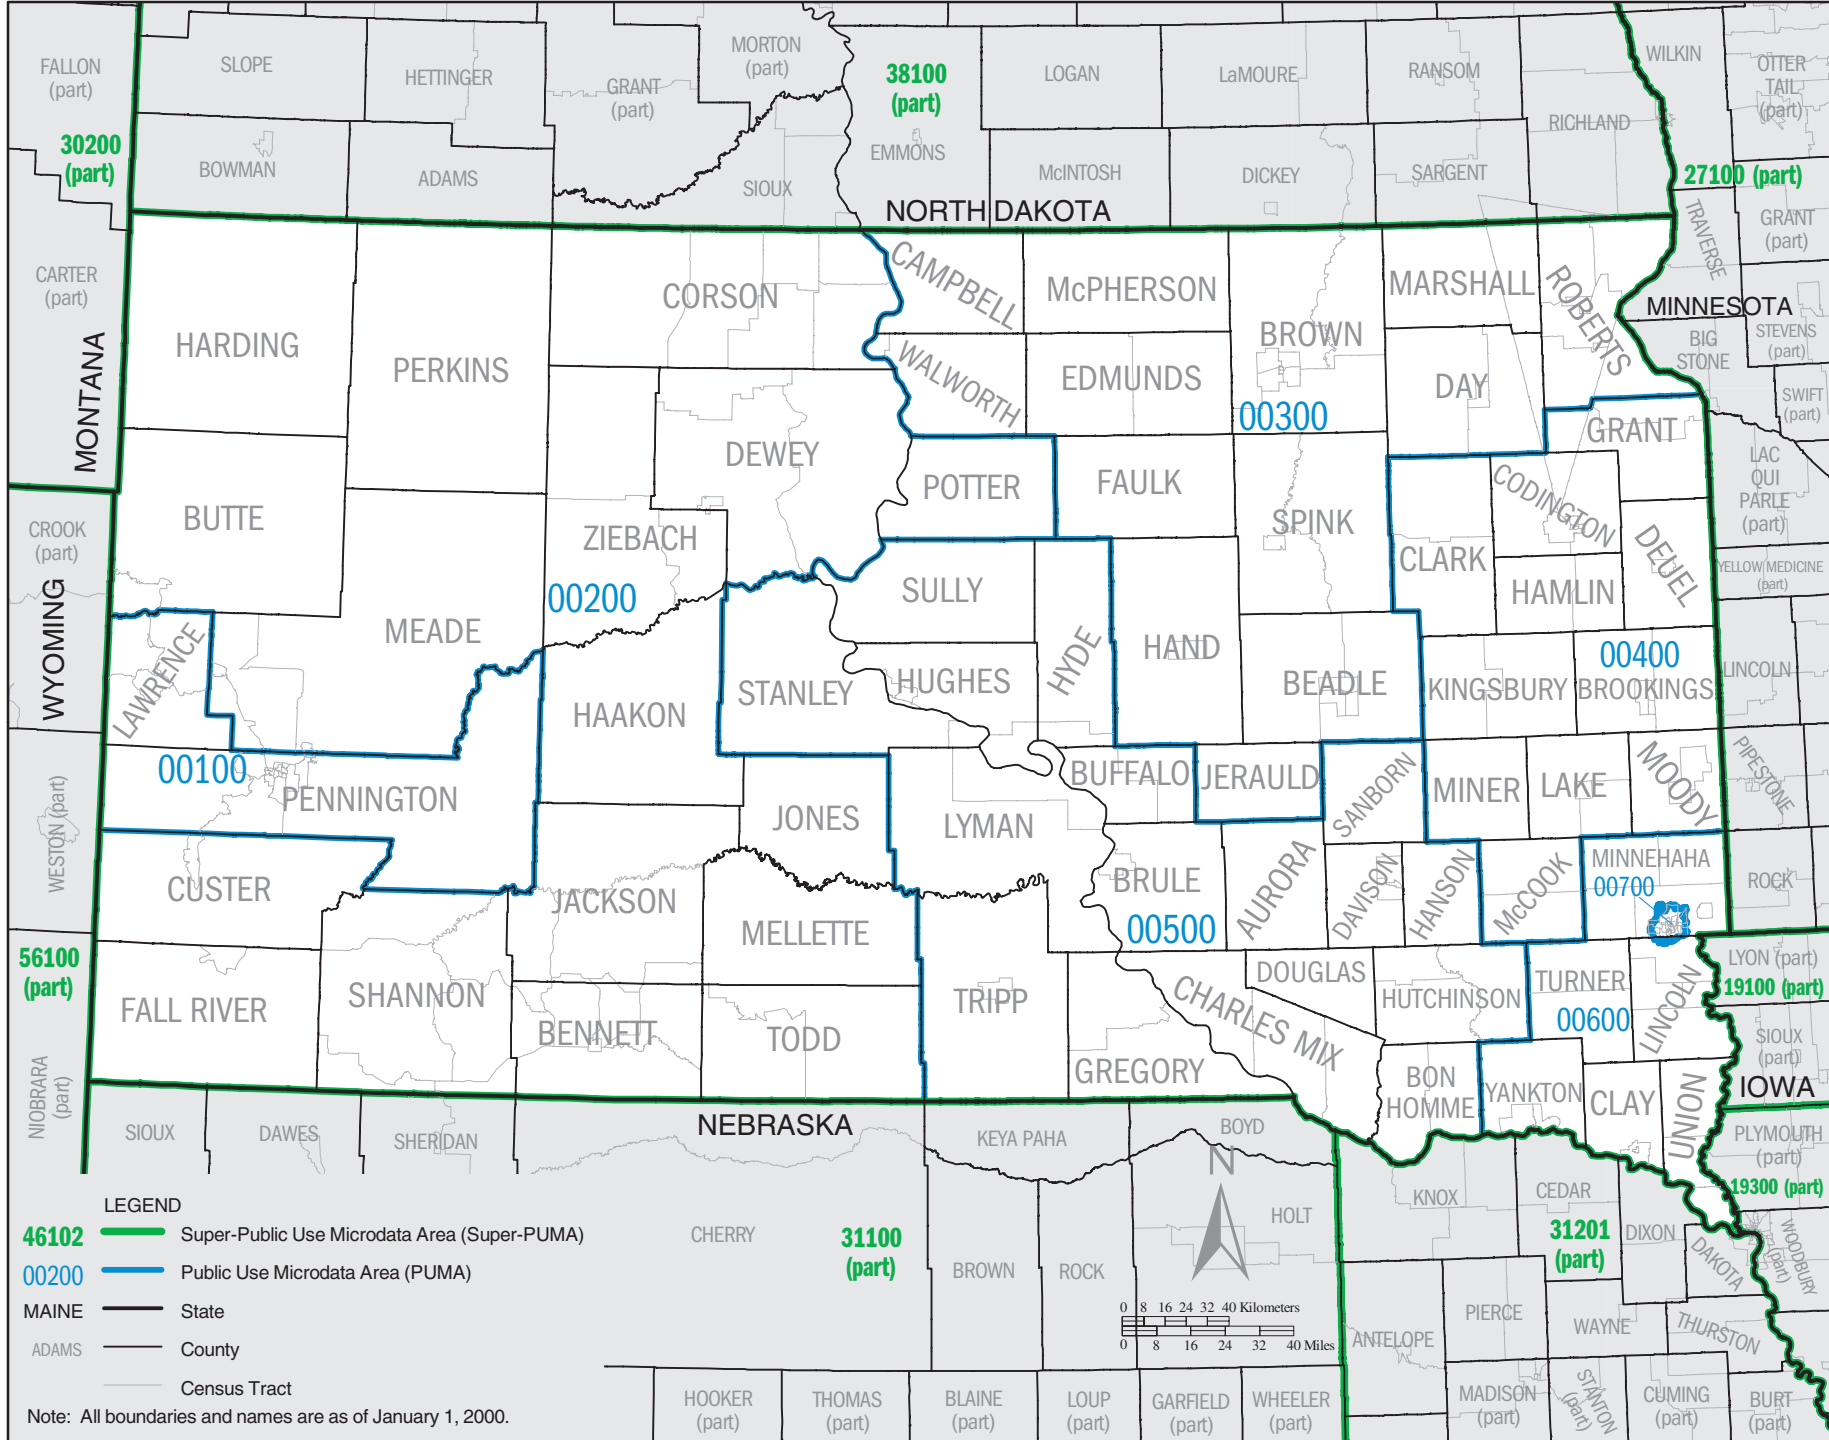 FALLON
(part)
SLOPE
HETTINGER
GRANT
(part)
MORTON
(part)
38100
(part)
LOGAN
LaMOURE
RANSOM
WILKIN
OTTER
TAIL
(part)
30200
(part)
BOWMAN
ADAMS
SIOUX
EMMONS
McINTOSH
DICKEY
SARGENT
RICHLAND
27100 (part)
NORTH DAKOTA
TRAVERSE
GRANT
(part)
CARTER
(part)
MONTANA
HARDING
PERKINS
CORSON
CAMPBELL
McPHERSON
BROWN
MARSHALL
ROBERTS
MINNESOTA
BIG
STONE
STEVENS
(part)
SWIFT
(part)
WALWORTH
EDMUNDS
00300
DAY
GRANT
BUTTE
DEWEY
POTTER
FAULK
SPINK
CODINGTON
LAC
QUI
PARLE
(part)
CROOK
(part)
WYOMING
ZIEBACH
00200
SULLY
CLARK
HAMLIN
DEUEL
YELLOW MEDICINE
(part)
LAWRENCE
MEADE
HAAKON
STANLEY
HUGHES
HYDE
HAND
BEADLE
KINGSBURY
00400
BROOKINGS
LINCOLN
00100
PENNINGTON
JONES
LYMAN
BUFFALO
JERAULD
SANBORN
MINER
LAKE
MOODY
PIPESTONE
WESTON (part)
CUSTER
JACKSON
MELLETTE
BRULE
00500
AURORA
DAVISON
HANSON
McCOOK
MINNEHAHA
00700
ROCK
56100
(part)
FALL RIVER
SHANNON
BENNETT
TODD
TRIPP
GREGORY
CHARLES MIX
DOUGLAS
HUTCHINSON
TURNER
00600
LINCOLN
LYON (part)
19100 (part)
SIOUX
(part)
IOWA
NIOBRARA
(part)
BON
HOMME
YANKTON
CLAY
UNION
PLYMOUTH
(part)
19300 (part)
SIOUX
DAWES
SHERIDAN
NEBRASKA
KEYA PAHA
BOYD
N
KNOX
CEDAR
31201
(part)
DIXON
DAKOTA
(part)
WOODBURY
(part)
CHERRY
31100
(part)
BROWN
ROCK
HOLT
ANTELOPE
PIERCE
WAYNE
THURSTON
HOOKER
(part)
THOMAS
(part)
BLAINE
(part)
LOUP
(part)
GARFIELD
(part)
WHEELER
(part)
MADISON
(part)
STANTON
(part)
CUMING
(part)
BURT
(part)
0 8 16 24 32 40 Kilometers
0 8 16 24 32 40 Miles
LEGEND
46102 Super-Public Use Microdata Area (Super-PUMA)
00200 Public Use Microdata Area (PUMA)
MAINE State
ADAMS County
Census Tract
Note: All boundaries and names are as of January 1, 2000.